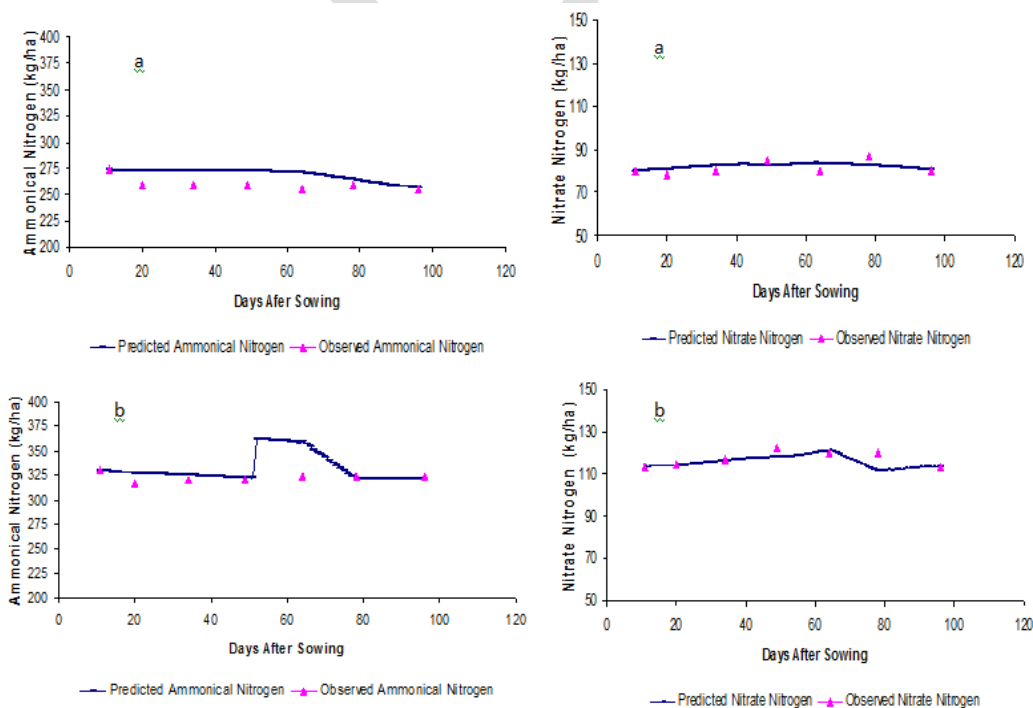 a
Ammonical Nitrogen (kg/ha)
400
375
350
325
300
275
250
225
200
0 20 40 60 80 100 120
Days Afer Sowing
Predicted Ammonical Nitrogen Observed Ammonical Nitrogen
a
Nitrate Nitrogen (kg/ha)
150
130
110
90
70
50
0 20 40 60 80 100 120
Days After Sowing
Predicted Nitrate Nitrogen Observed Nitrate Nitrogen
b
Ammonical Nitrogen (kg/ha)
400
375
350
325
300
275
250
225
200
0 20 40 60 80 100 120
Days After Sowing
Predicted Ammonical Nitrogen Observed Ammonical Nitrogen
b
Nitrate Nitrogen (kg/ha)
150
130
110
90
70
50
0 20 40 60 80 100 120
Days After Sowing
Predicted Nitrate Nitrogen Observed Nitrate Nitrogen